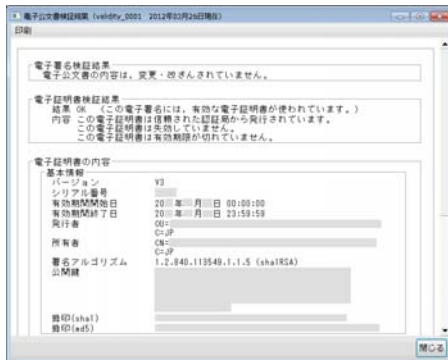 電子公文書検証結果 (validity_0001 2012年03月26日現在)
印刷
電子署名検証結果
電子公文書の内容は、変更・改ざんされていません。
電子証明書検証結果
結果 OK (この電子署名には、有効な電子証明書が使われています。)
内容 この電子証明書は信頼された認証局から発行されています。
この電子証明書は失効していません。
この電子証明書は有効期限が切れていません。
電子証明書の内容
基本情報
バージョン V3
シリアル番号
有効期間開始日 20 年 月 日 00:00:00
有効期間終了日 20 年 月 日 23:59:59
発行者 OU=
C=JP
所有者 CN=
C=JP
署名アルゴリズム 1.2.840.113549.1.1.5 (sha1RSA)
公開鍵
拇印(sha1)
拇印(md5)
閉じる